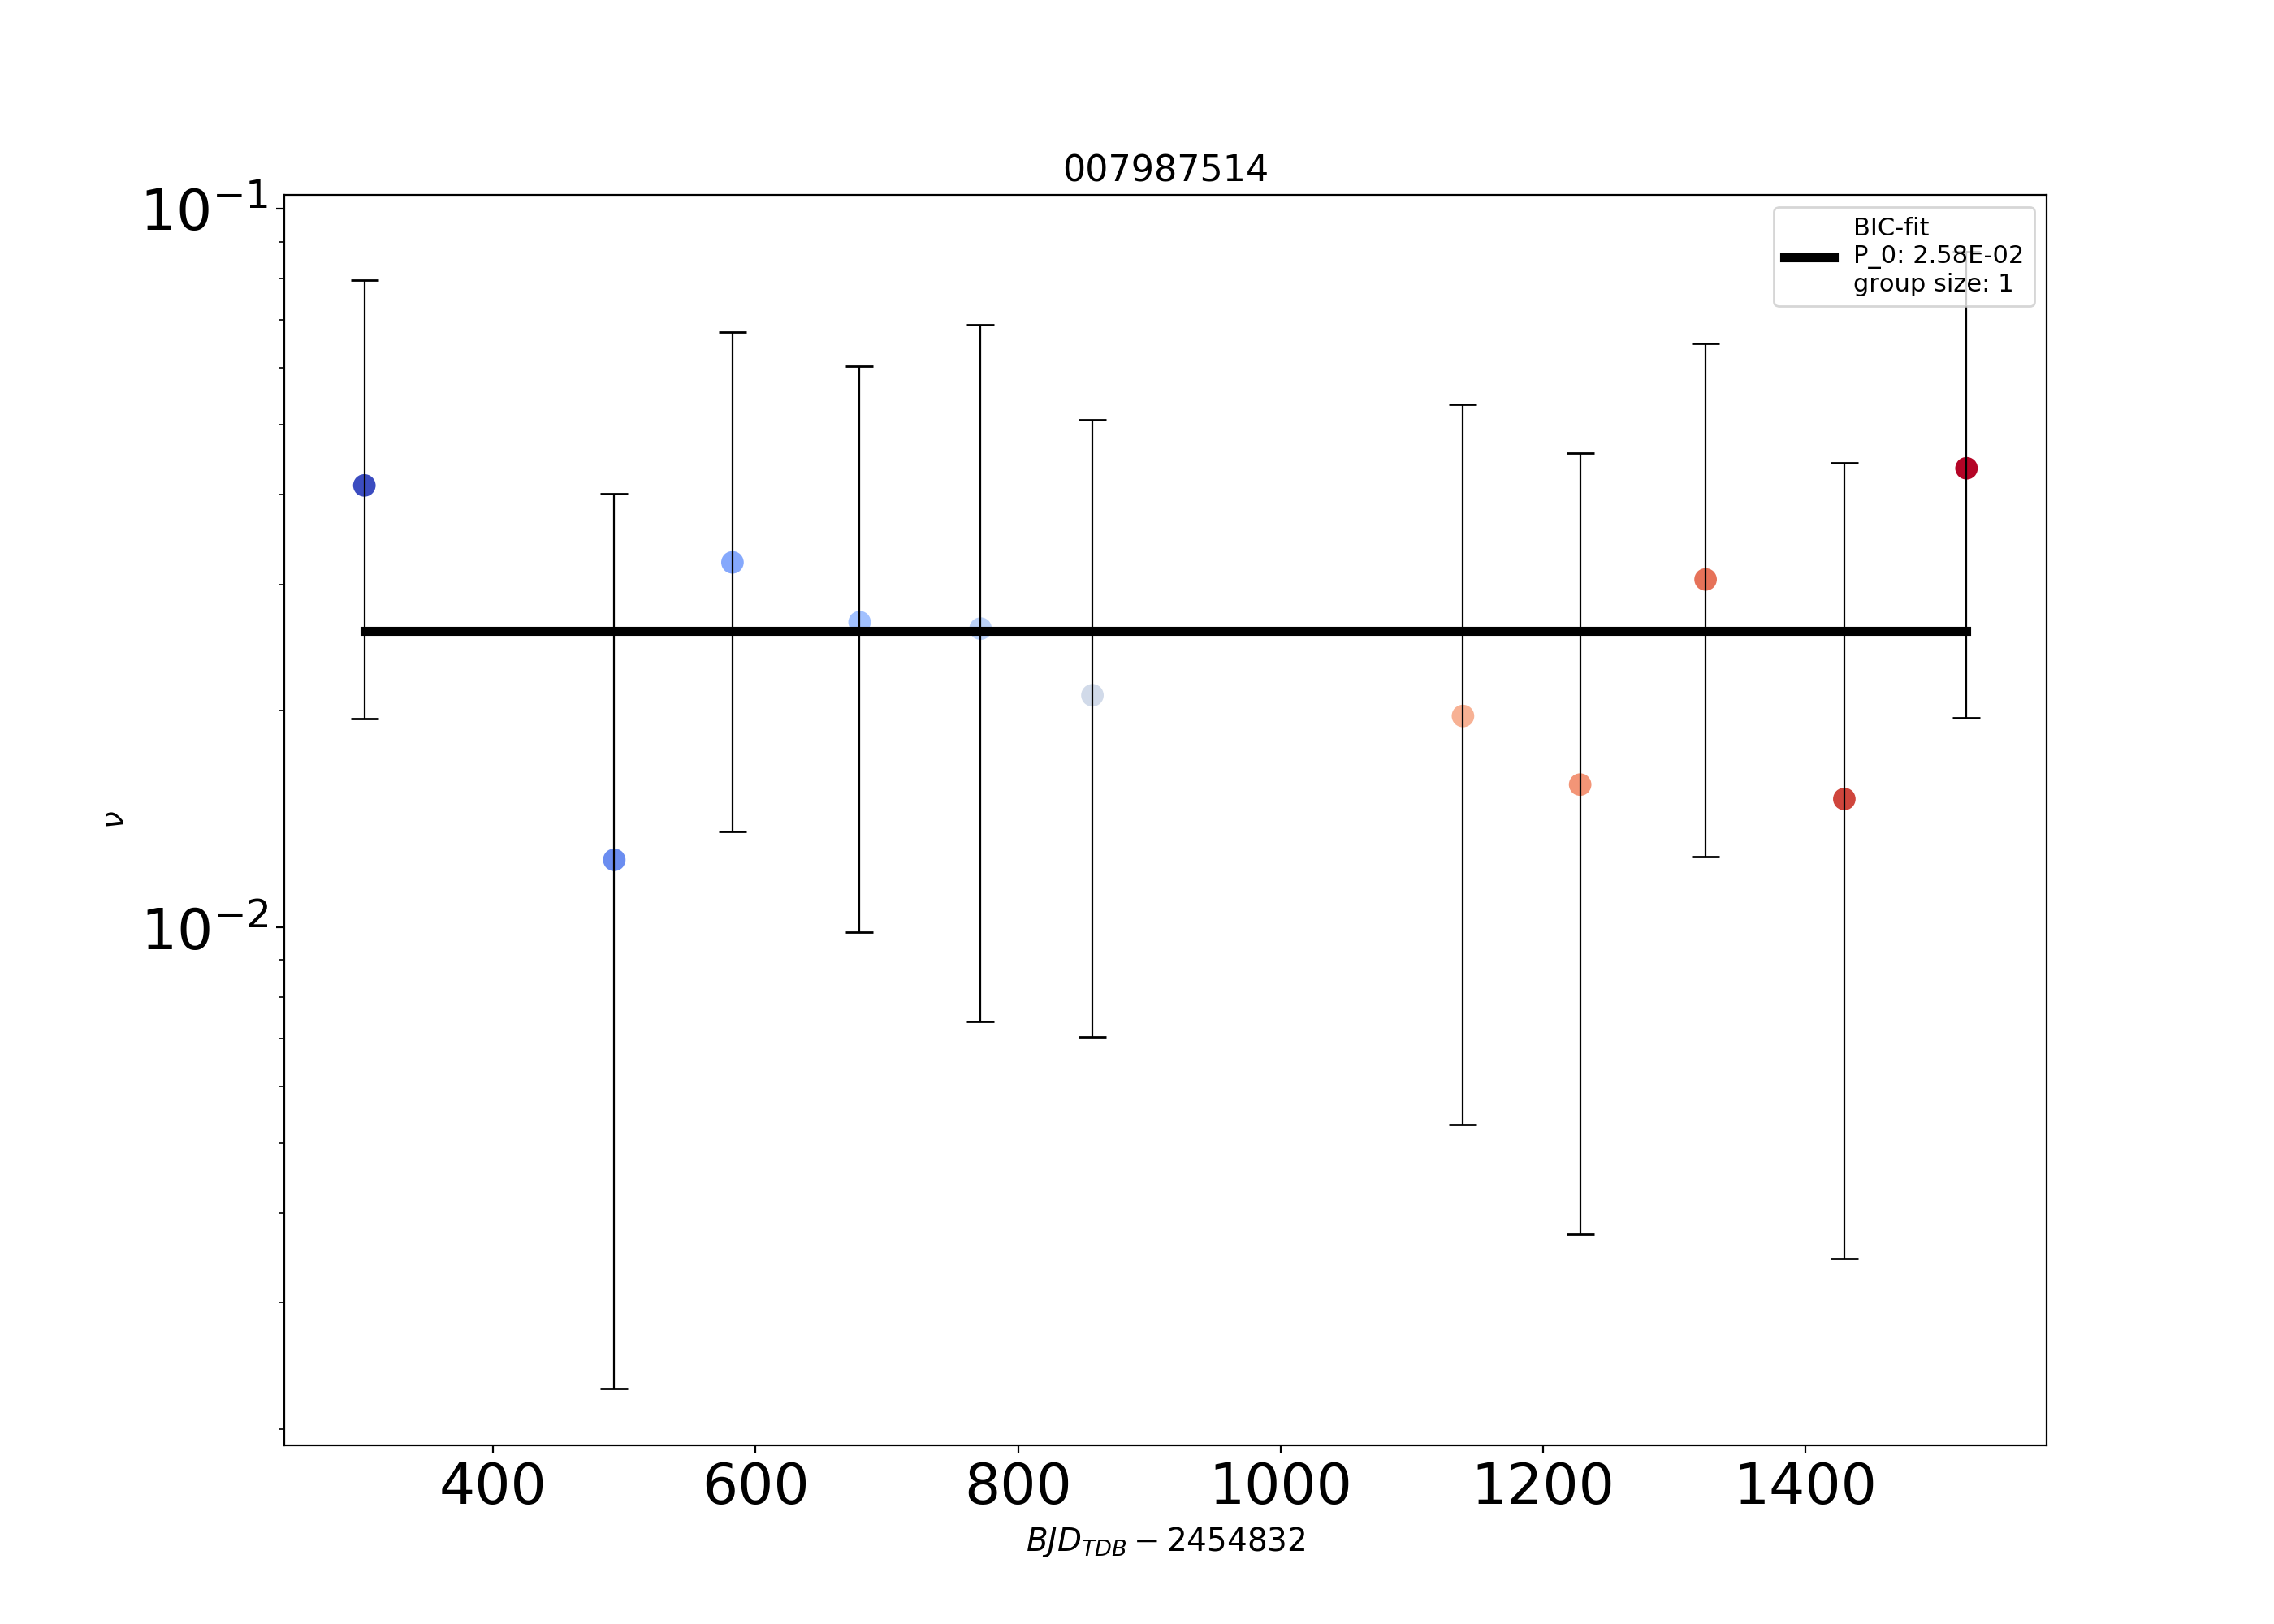 007987514
10⁻¹
BIC-fit
P_0: 2.58E-02
group size: 1
ν
10⁻²
400 600 800 1000 1200 1400
BJD_TDB − 2454832